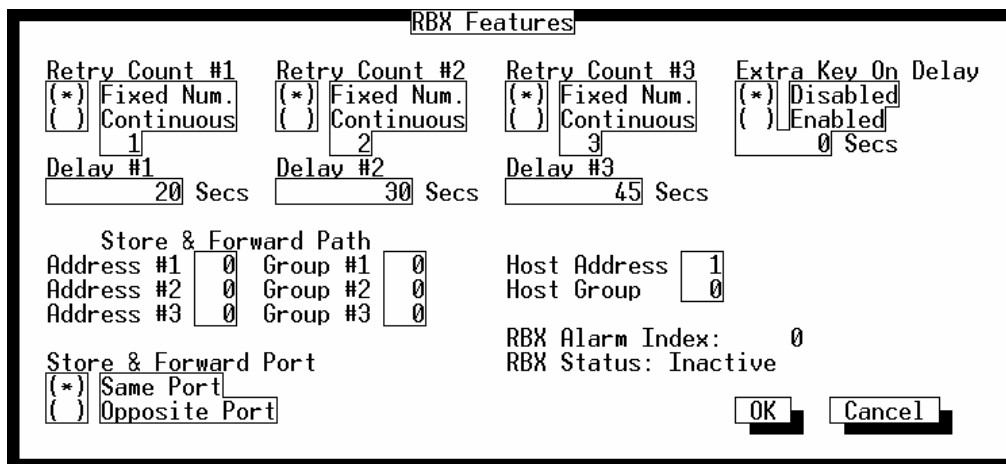 RBX Features
Retry Count #1 Retry Count #2 Retry Count #3 Extra Key On Delay
(*) Fixed Num. (*) Fixed Num. (*) Fixed Num. (*) Disabled
( ) Continuous ( ) Continuous ( ) Continuous ( ) Enabled
1 2 3 0 Secs
Delay #1 Delay #2 Delay #3
20 Secs 30 Secs 45 Secs
Store & Forward Path
Address #1 0 Group #1 0 Host Address 1
Address #2 0 Group #2 0 Host Group 0
Address #3 0 Group #3 0
RBX Alarm Index: 0
Store & Forward Port RBX Status: Inactive
(*) Same Port
( ) Opposite Port OK Cancel